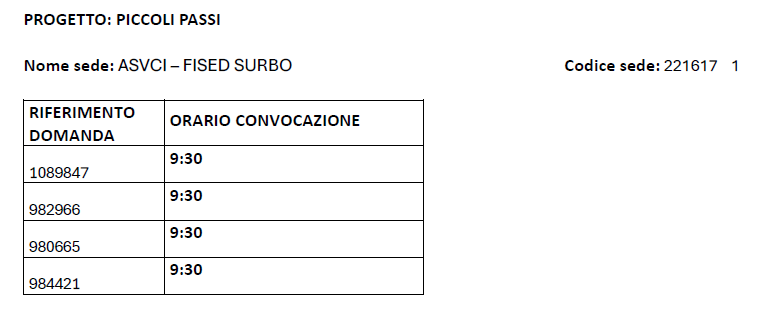 PROGETTO: PICCOLI PASSI
Nome sede: ASVCI – FISED SURBO Codice sede: 221617 1
RIFERIMENTO DOMANDA ORARIO CONVOCAZIONE
1089847 9:30
982966 9:30
980665 9:30
984421 9:30